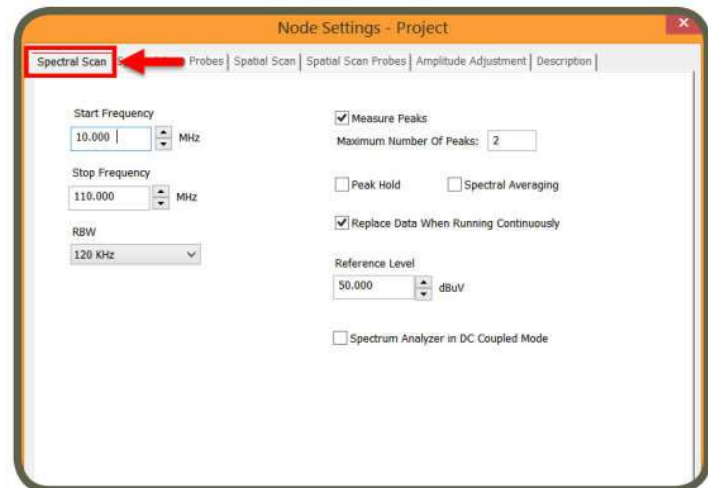 Node Settings - Project
Spectral Scan Probes Spatial Scan Spatial Scan Probes Amplitude Adjustment Description
Start Frequency
10.000 MHz
Stop Frequency
110.000 MHz
RBW
120 KHz
Measure Peaks
Maximum Number Of Peaks: 2
Peak Hold Spectral Averaging
Replace Data When Running Continuously
Reference Level
50.000 dBuV
Spectrum Analyzer in DC Coupled Mode